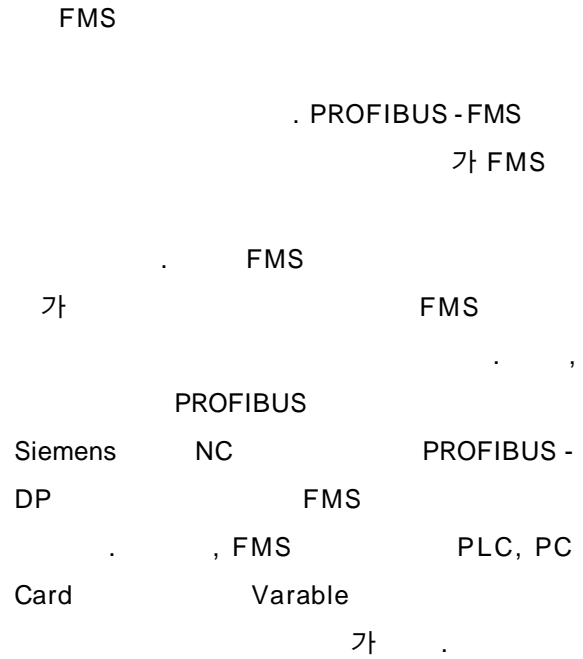 FMS
. PROFIBUS - FMS
가 FMS
. FMS
가 FMS
. ,
PROFIBUS
Siemens NC PROFIBUS -
DP FMS
. , FMS PLC, PC
Card Varable
가 .